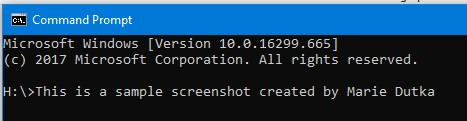 Command Prompt
Microsoft Windows [Version 10.0.16299.665]
(c) 2017 Microsoft Corporation. All rights reserved.
H:\>This is a sample screenshot created by Marie Dutka